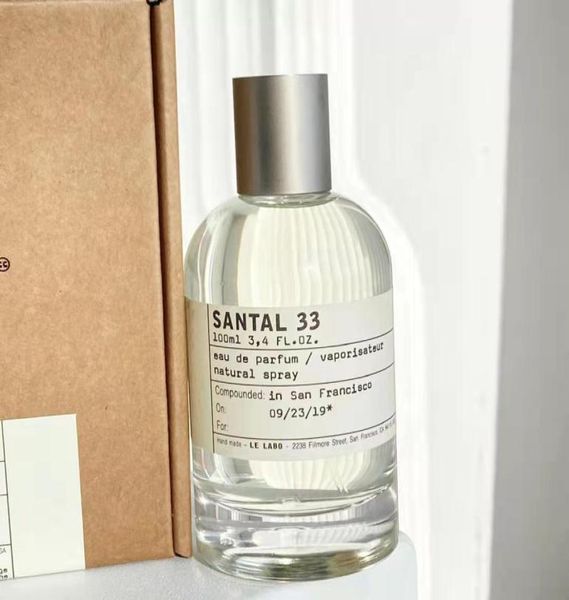 SANTAL 33
100ml 3,4 FL.OZ.
eau de parfum / vaporisateur
natural spray
Compounded: in San Francisco
On: 09/23/19*
For:
Hand made - LE LABO - 2238 Fillmore Street, San Francisco, CA